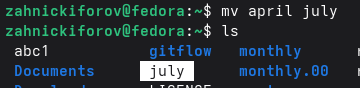 zahnickiforov@fedora:~$ mv april july
zahnickiforov@fedora:~$ ls
abc1 gitflow monthly
Documents july monthly.00